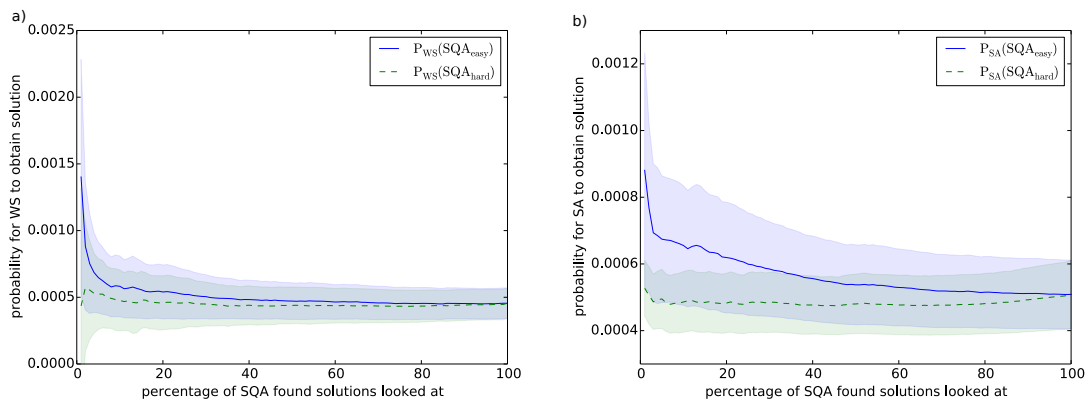 a)
probability for WS to obtain solution
0.0025
0.0020
0.0015
0.0010
0.0005
0.0000
P_WS(SQA_easy)
P_WS(SQA_hard)
0 20 40 60 80 100
percentage of SQA found solutions looked at
b)
probability for SA to obtain solution
0.0012
0.0010
0.0008
0.0006
0.0004
P_SA(SQA_easy)
P_SA(SQA_hard)
0 20 40 60 80 100
percentage of SQA found solutions looked at